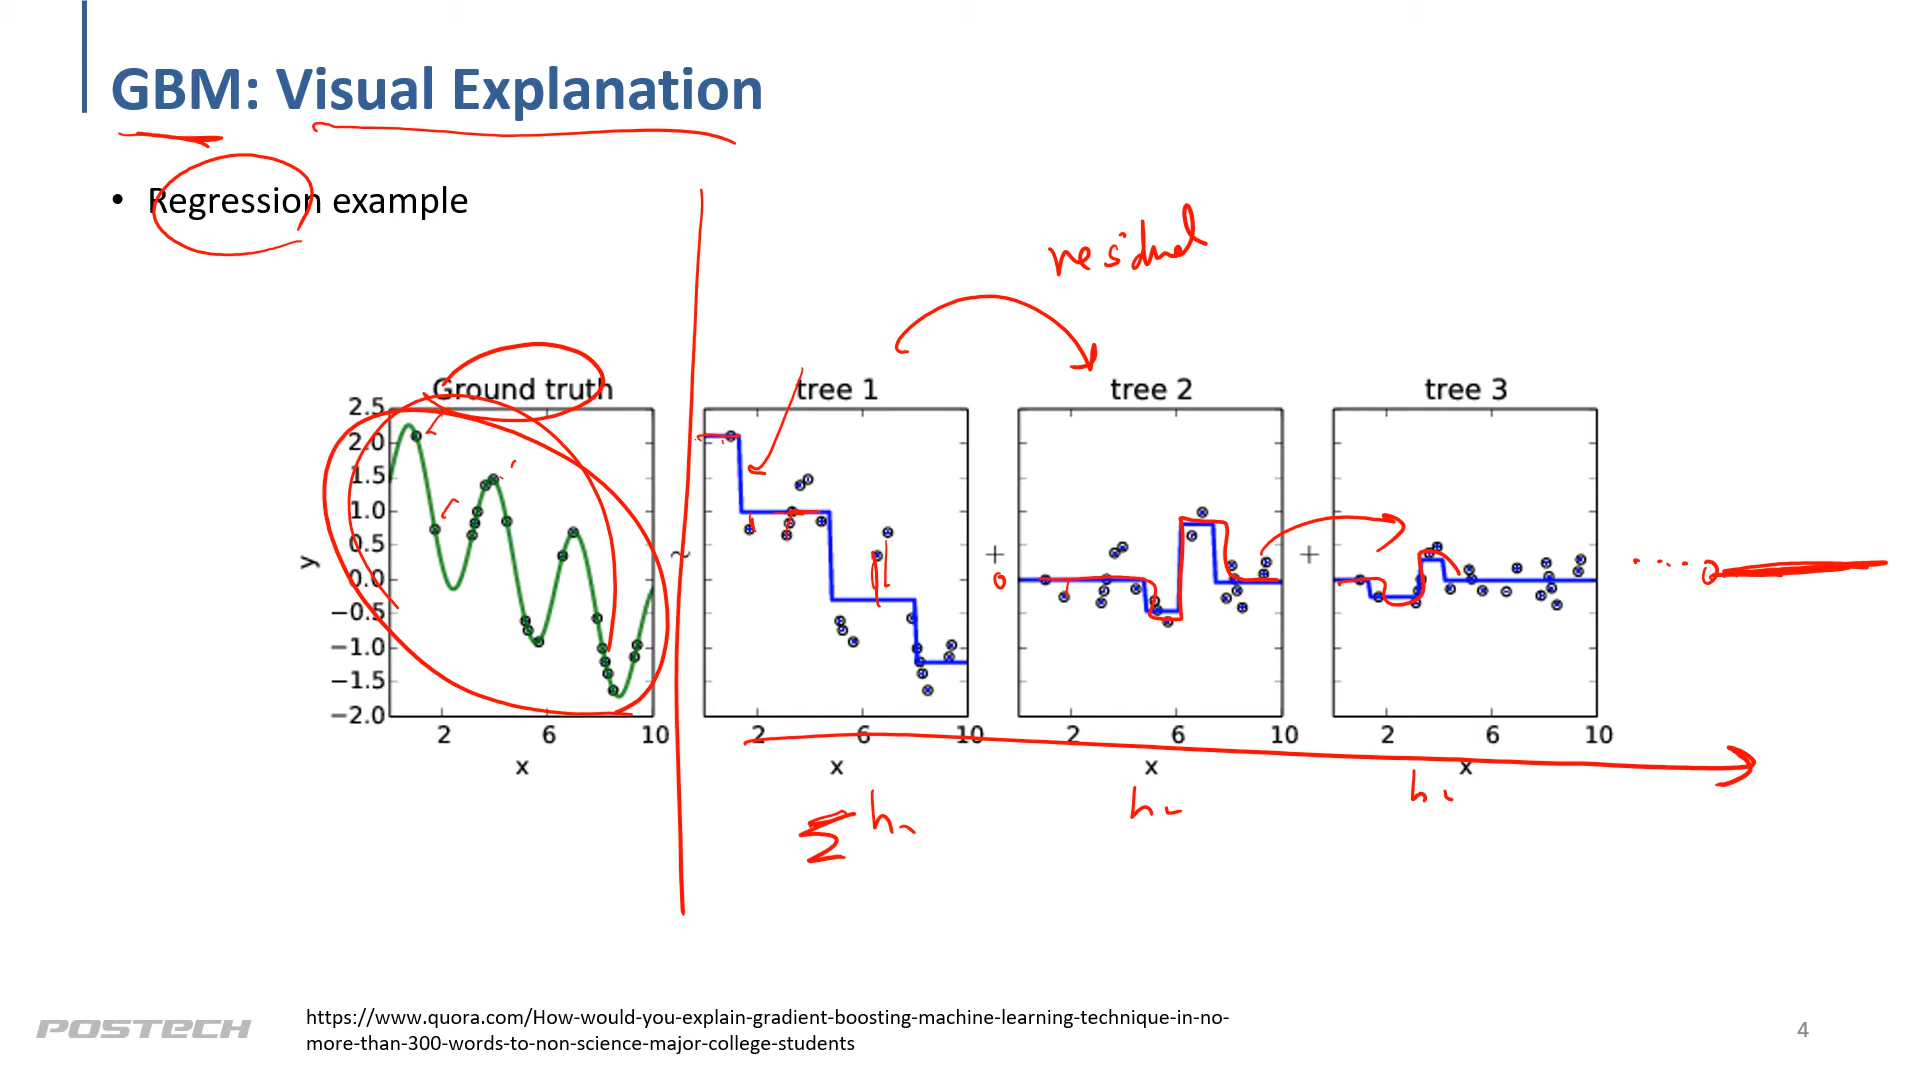 GBM: Visual Explanation
• Regression example
residual
Ground truth
tree 1
tree 2
tree 3
2.5
2.0
1.5
1.0
0.5
0.0
−0.5
−1.0
−1.5
−2.0
y
~
+
0
+
2 6 10
2 6 10
2 6 10
2 6 10
x
x
x
x
Σ h
h
h
POSTECH
https://www.quora.com/How-would-you-explain-gradient-boosting-machine-learning-technique-in-no-
more-than-300-words-to-non-science-major-college-students
4